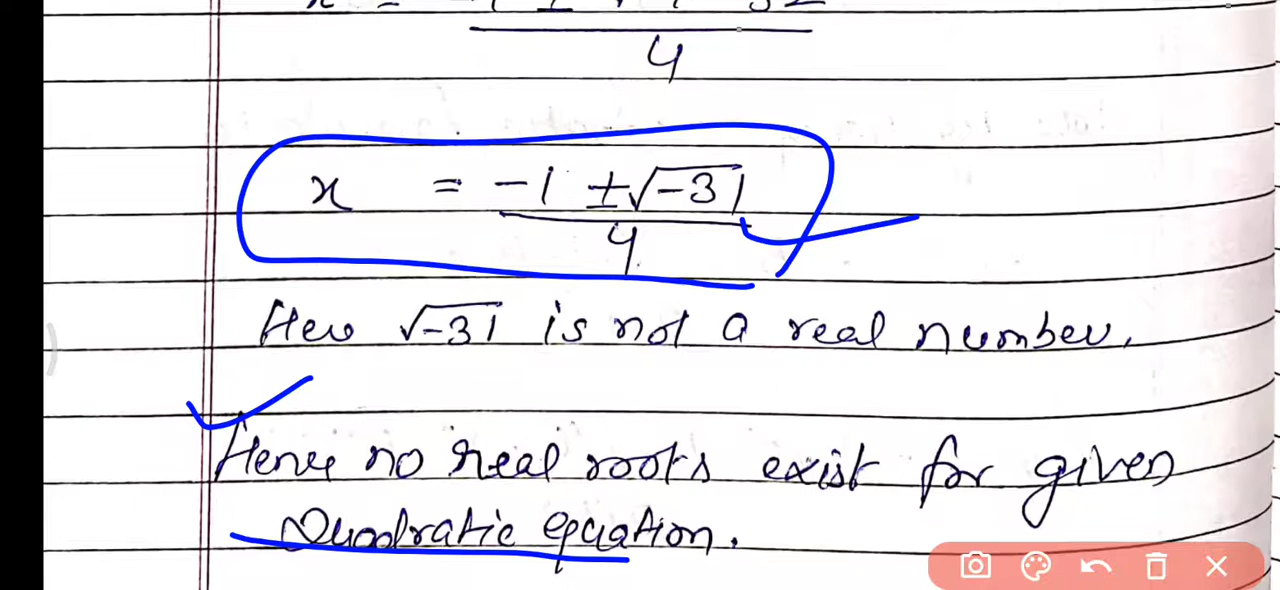 4
x = -1 ± √-31
4
Here √-31 is not a real number.
Hence no real roots exist for given
Quadratic equation.